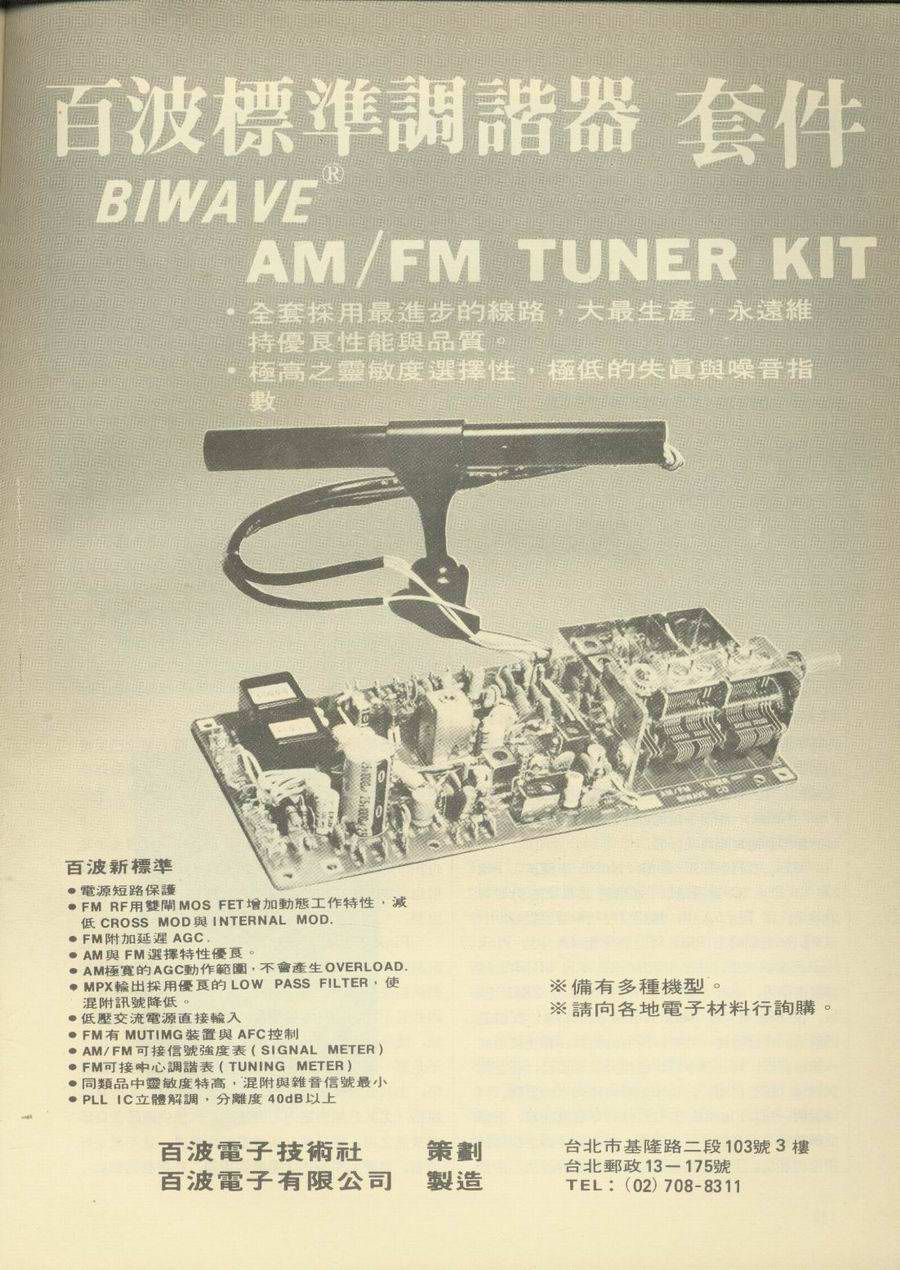 百波標準調諧器 套件
BIWAVE®
AM/FM TUNER KIT
・全套採用最進步的線路，大最生產，永遠維
持優良性能與品質。
・極高之靈敏度選擇性，極低的失眞與噪音指
數
AM/FM TUNER
BIWAVE CO
百波新標準
●電源短路保護
●FM RF用雙閘MOS FET增加動態工作特性，減
低 CROSS MOD與INTERNAL MOD.
●FM附加延遲 AGC.
●AM與 FM選擇特性優良。
●AM極寬的AGC動作範圍，不會產生OVERLOAD.
●MPX輸出採用優良的 LOW PASS FILTER，使
混附訊號降低。
●低壓交流電源直接輸入
●FM有 MUTIMG裝置與 AFC控制
●AM/FM可接信號強度表(SIGNAL METER)
●FM可接中心調諧表(TUNING METER)
●同類品中靈敏度特高，混附與雜音信號最小
●PLL IC立體解調，分離度 40dB以上
※備有多種機型。
※請向各地電子材料行詢購。
百波電子技術社 策劃
百波電子有限公司 製造
台北市基隆路二段103號3樓
台北郵政13－175號
TEL：(02) 708-8311